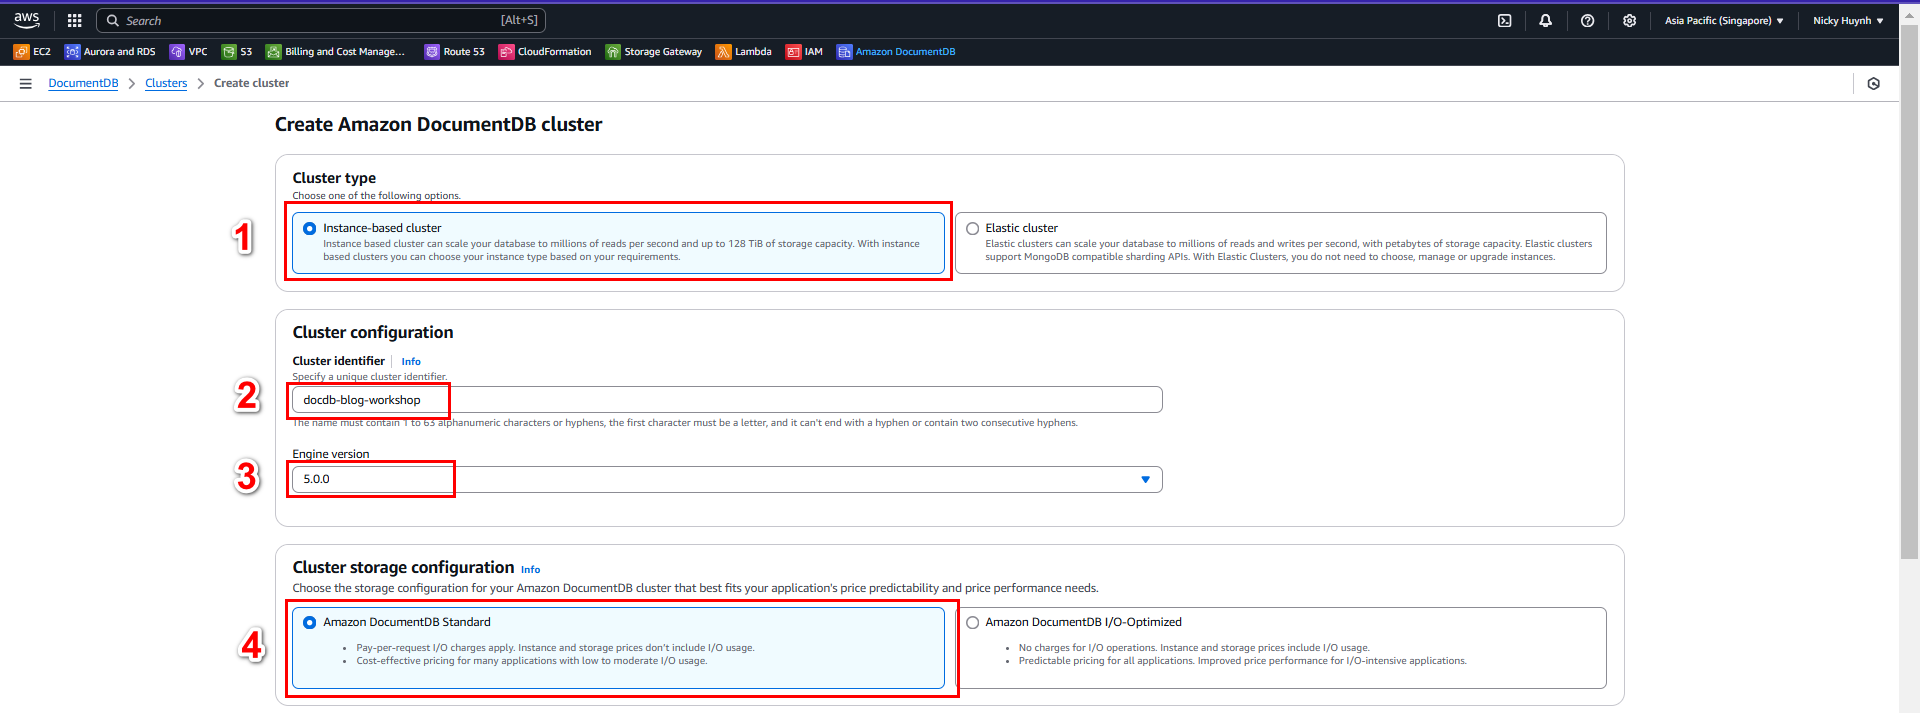 aws
Search [Alt+S]
Asia Pacific (Singapore) Nicky Huynh
EC2 Aurora and RDS VPC S3 Billing and Cost Manage... Route 53 CloudFormation Storage Gateway Lambda IAM Amazon DocumentDB
DocumentDB Clusters Create cluster
Create Amazon DocumentDB cluster
Cluster type
Choose one of the following options.
1
Instance-based cluster
Instance based cluster can scale your database to millions of reads per second and up to 128 TiB of storage capacity. With instance
based clusters you can choose your instance type based on your requirements.
Elastic cluster
Elastic clusters can scale your database to millions of reads and writes per second, with petabytes of storage capacity. Elastic clusters
support MongoDB compatible sharding APIs. With Elastic Clusters, you do not need to choose, manage or upgrade instances.
Cluster configuration
Cluster identifier Info
Specify a unique cluster identifier.
2
docdb-blog-workshop
The name must contain 1 to 63 alphanumeric characters or hyphens, the first character must be a letter, and it can't end with a hyphen or contain two consecutive hyphens.
Engine version
3
5.0.0
Cluster storage configuration Info
Choose the storage configuration for your Amazon DocumentDB cluster that best fits your application's price predictability and price performance needs.
4
Amazon DocumentDB Standard
• Pay-per-request I/O charges apply. Instance and storage prices don't include I/O usage.
• Cost-effective pricing for many applications with low to moderate I/O usage.
Amazon DocumentDB I/O-Optimized
• No charges for I/O operations. Instance and storage prices include I/O usage.
• Predictable pricing for all applications. Improved price performance for I/O-intensive applications.